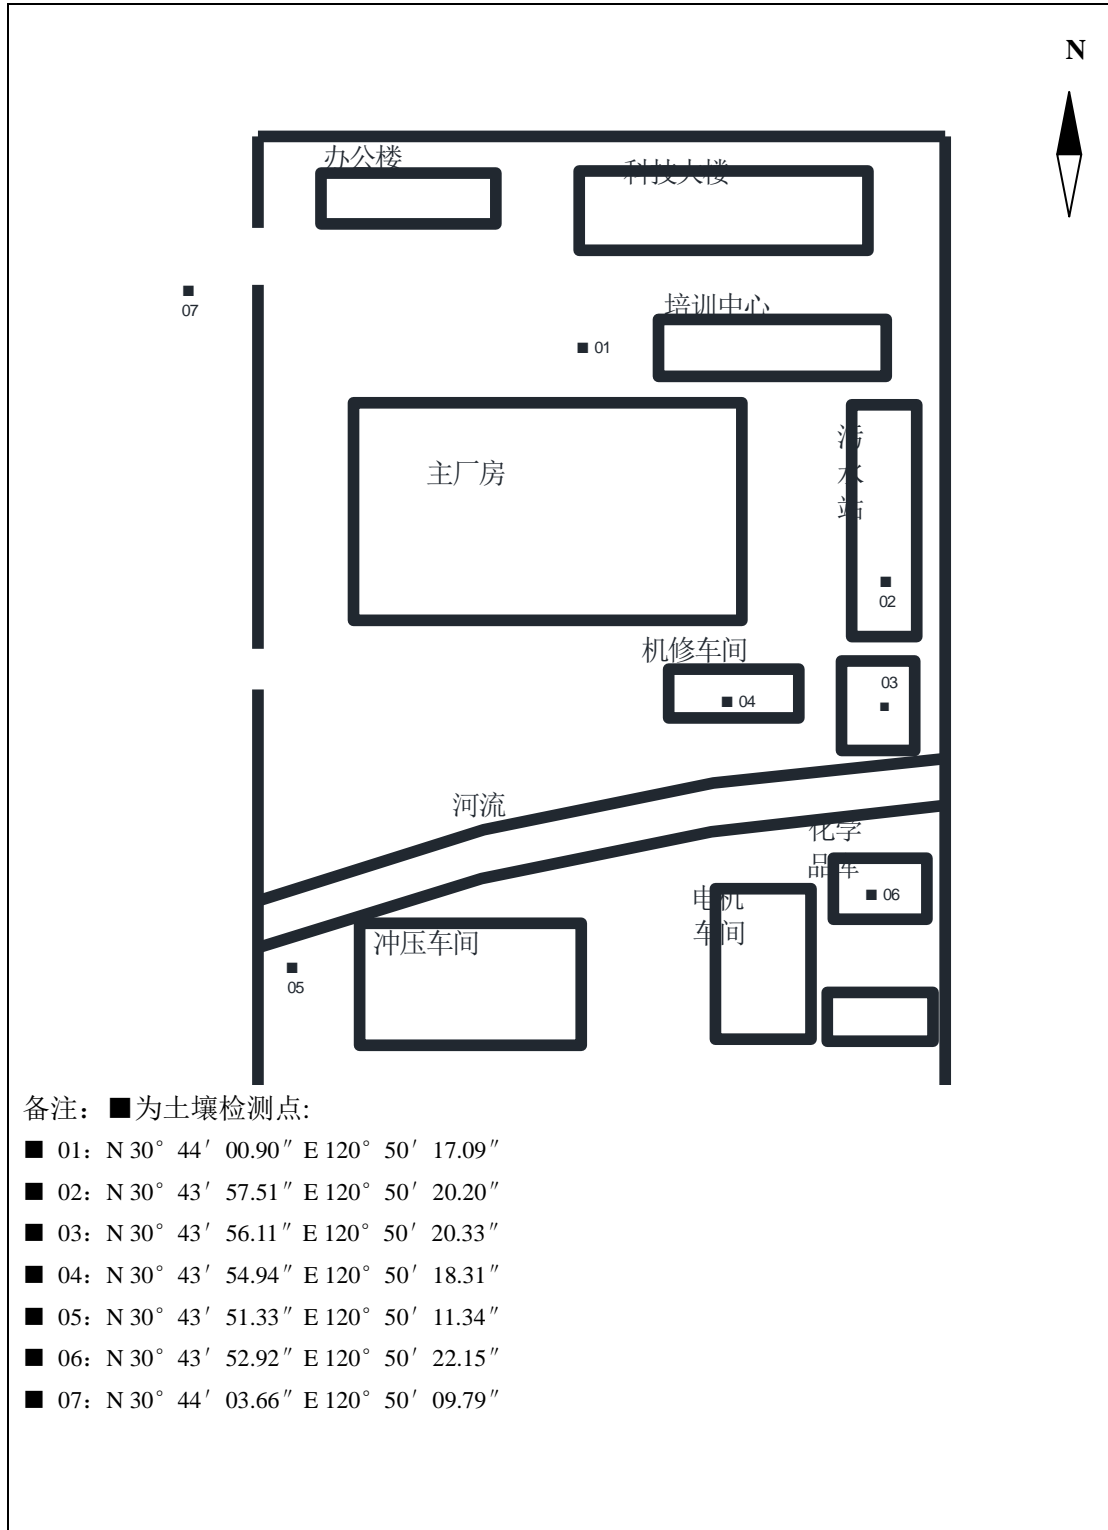 N
办公楼
科技大楼
07
培训中心
01
主厂房
污
水
站
02
机修车间
03
04
河流
化学
品库
06
电机
车间
冲压车间
05
备注：■为土壤检测点:
■ 01：N 30° 44′ 00.90″ E 120° 50′ 17.09″
■ 02：N 30° 43′ 57.51″ E 120° 50′ 20.20″
■ 03：N 30° 43′ 56.11″ E 120° 50′ 20.33″
■ 04：N 30° 43′ 54.94″ E 120° 50′ 18.31″
■ 05：N 30° 43′ 51.33″ E 120° 50′ 11.34″
■ 06：N 30° 43′ 52.92″ E 120° 50′ 22.15″
■ 07：N 30° 44′ 03.66″ E 120° 50′ 09.79″